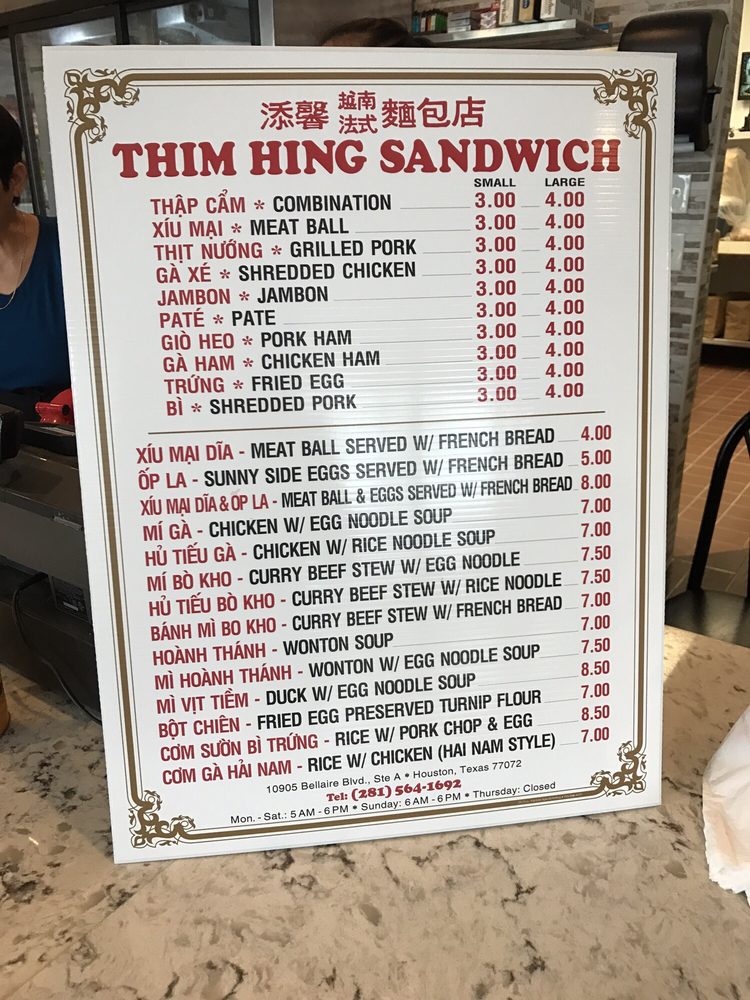 添馨 越南 法式 麵包店
THIM HING SANDWICH
SMALL LARGE
THẬP CẨM * COMBINATION 3.00 4.00
XÍU MẠI * MEAT BALL 3.00 4.00
THỊT NƯỚNG * GRILLED PORK 3.00 4.00
GÀ XÉ * SHREDDED CHICKEN 3.00 4.00
JAMBON * JAMBON 3.00 4.00
PATÉ * PATE 3.00 4.00
GIÒ HEO * PORK HAM 3.00 4.00
GÀ HAM * CHICKEN HAM 3.00 4.00
TRỨNG * FRIED EGG 3.00 4.00
BÌ * SHREDDED PORK 3.00 4.00
XÍU MẠI DĨA - MEAT BALL SERVED W/ FRENCH BREAD 4.00
ỐP LA - SUNNY SIDE EGGS SERVED W/ FRENCH BREAD 5.00
XÍU MẠI DĨA & ỐP LA - MEAT BALL & EGGS SERVED W/ FRENCH BREAD 8.00
MÍ GÀ - CHICKEN W/ EGG NOODLE SOUP 7.00
HỦ TIẾU GÀ - CHICKEN W/ RICE NOODLE SOUP 7.00
MÍ BÒ KHO - CURRY BEEF STEW W/ EGG NOODLE 7.50
HỦ TIẾU BÒ KHO - CURRY BEEF STEW W/ RICE NOODLE 7.50
BÁNH MÌ BO KHO - CURRY BEEF STEW W/ FRENCH BREAD 7.00
HOÀNH THÁNH - WONTON SOUP 7.00
MÌ HOÀNH THÁNH - WONTON W/ EGG NOODLE SOUP 7.50
MÌ VỊT TIỀM - DUCK W/ EGG NOODLE SOUP 8.50
BỘT CHIÊN - FRIED EGG PRESERVED TURNIP FLOUR 7.00
CƠM SƯỜN BÌ TRỨNG - RICE W/ PORK CHOP & EGG 8.50
CƠM GÀ HẢI NAM - RICE W/ CHICKEN (HAI NAM STYLE) 7.00
10905 Bellaire Blvd., Ste A • Houston, Texas 77072
Tel: (281) 564-1692
Mon. - Sat.: 5 AM - 6 PM • Sunday: 6 AM - 6 PM • Thursday: Closed